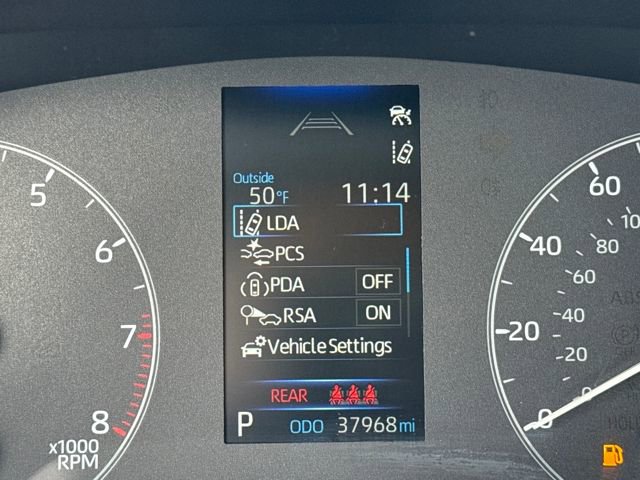 Outside
50°F 11:14
LDA
PCS
PDA OFF
RSA ON
Vehicle Settings
REAR
P ODO 37968 mi
5
6
7
8
x1000
RPM
60
40
20
0
80
60
40
20